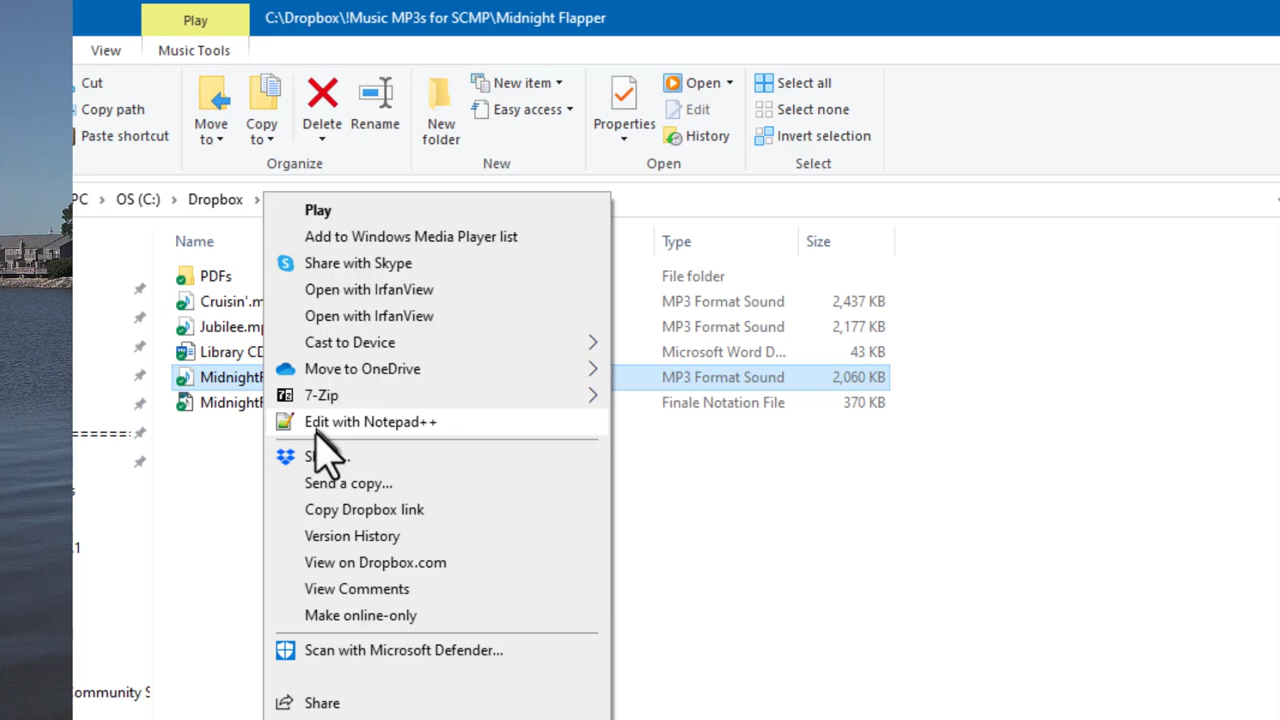 Play
C:\Dropbox\!Music MP3s for SCMP\Midnight Flapper
View
Music Tools
Cut
Copy path
Paste shortcut
Move to
Copy to
Delete
Rename
New folder
New item
Easy access
Properties
Open
Edit
History
Select all
Select none
Invert selection
Organize
New
Open
Select
PC > OS (C:) > Dropbox >
Name
Type
Size
PDFs
File folder
Cruisin'.m
MP3 Format Sound
2,437 KB
Jubilee.mp
MP3 Format Sound
2,177 KB
Library CD
Microsoft Word D...
43 KB
MidnightF
MP3 Format Sound
2,060 KB
MidnightF
Finale Notation File
370 KB
Play
Add to Windows Media Player list
Share with Skype
Open with IrfanView
Open with IrfanView
Cast to Device
Move to OneDrive
7-Zip
Edit with Notepad++
Send a copy...
Copy Dropbox link
Version History
View on Dropbox.com
View Comments
Make online-only
Scan with Microsoft Defender...
Share
======
s
.1
ommunity S